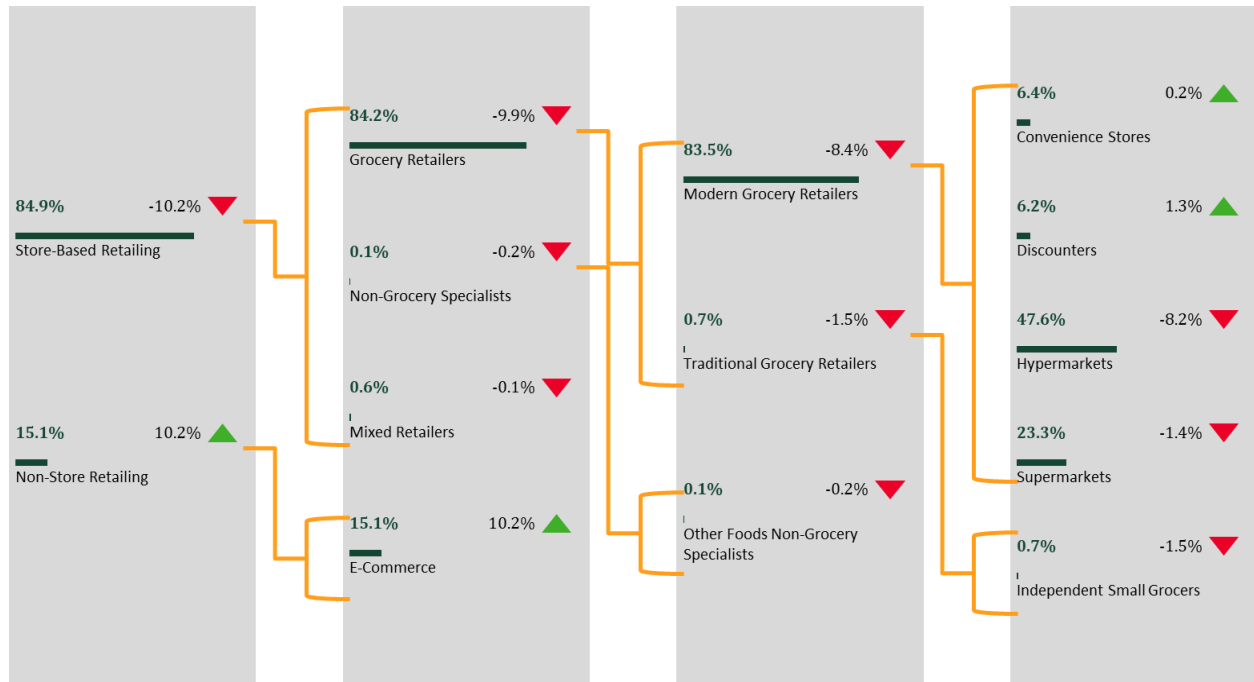 84.9% -10.2%
Store-Based Retailing
15.1% 10.2%
Non-Store Retailing
84.2% -9.9%
Grocery Retailers
0.1% -0.2%
Non-Grocery Specialists
0.6% -0.1%
Mixed Retailers
15.1% 10.2%
E-Commerce
83.5% -8.4%
Modern Grocery Retailers
0.7% -1.5%
Traditional Grocery Retailers
0.1% -0.2%
Other Foods Non-Grocery
Specialists
6.4% 0.2%
Convenience Stores
6.2% 1.3%
Discounters
47.6% -8.2%
Hypermarkets
23.3% -1.4%
Supermarkets
0.7% -1.5%
Independent Small Grocers